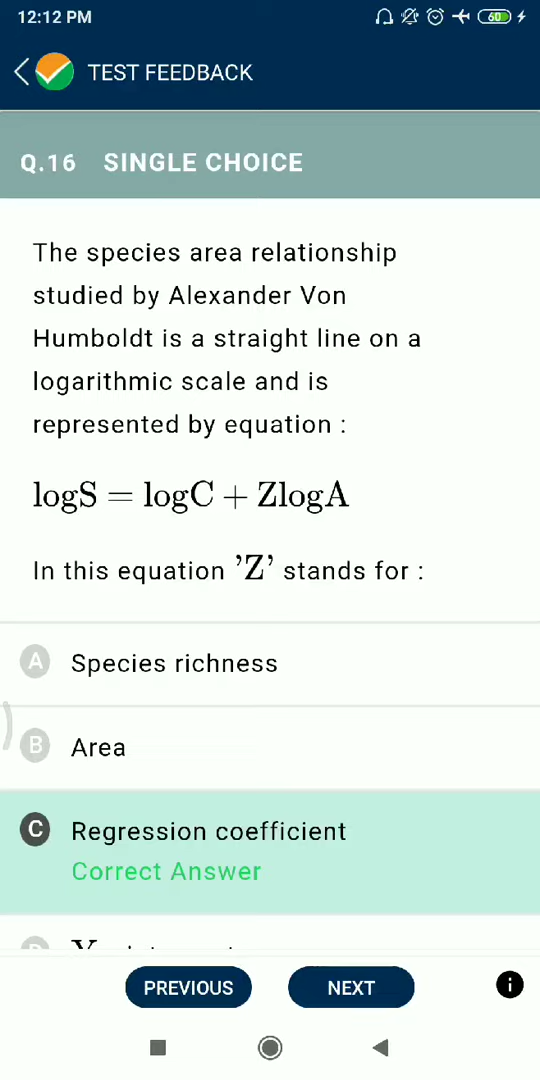 12:12 PM
60
TEST FEEDBACK
Q.16 SINGLE CHOICE
The species area relationship
studied by Alexander Von
Humboldt is a straight line on a
logarithmic scale and is
represented by equation :
logS = logC + ZlogA
In this equation 'Z' stands for :
A Species richness
B Area
C Regression coefficient
Correct Answer
PREVIOUS
NEXT